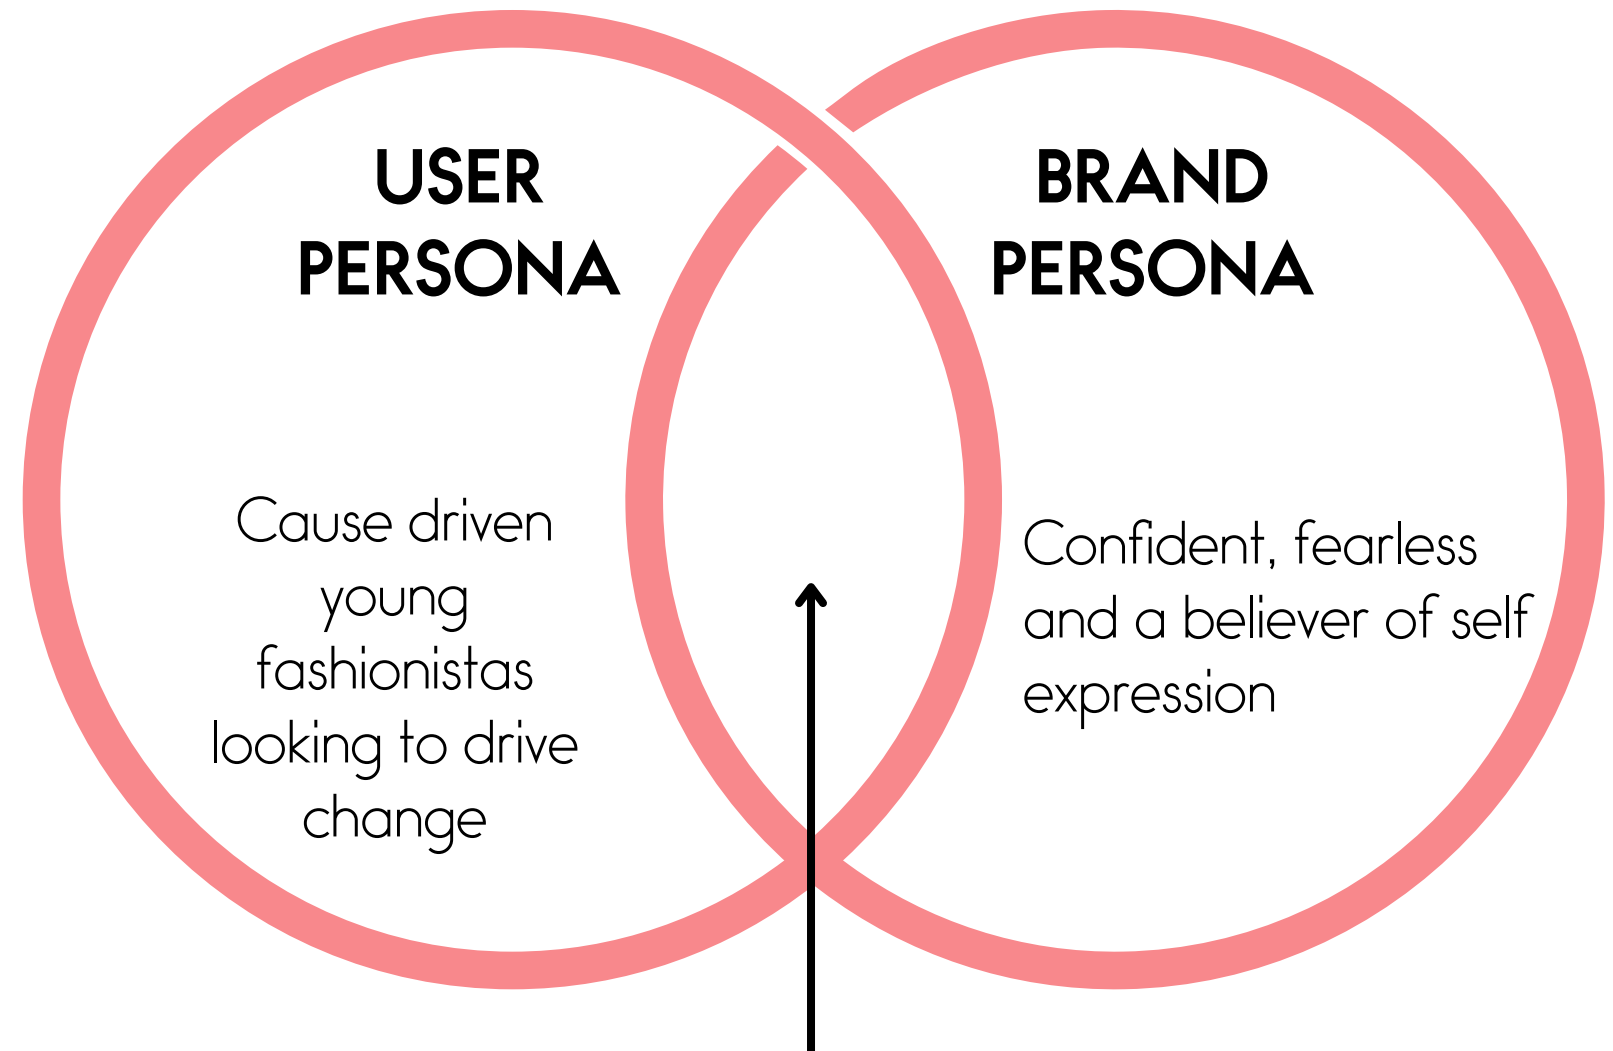 USER
PERSONA
Cause driven
young
fashionistas
looking to drive
change
BRAND
PERSONA
Confident, fearless
and a believer of self
expression